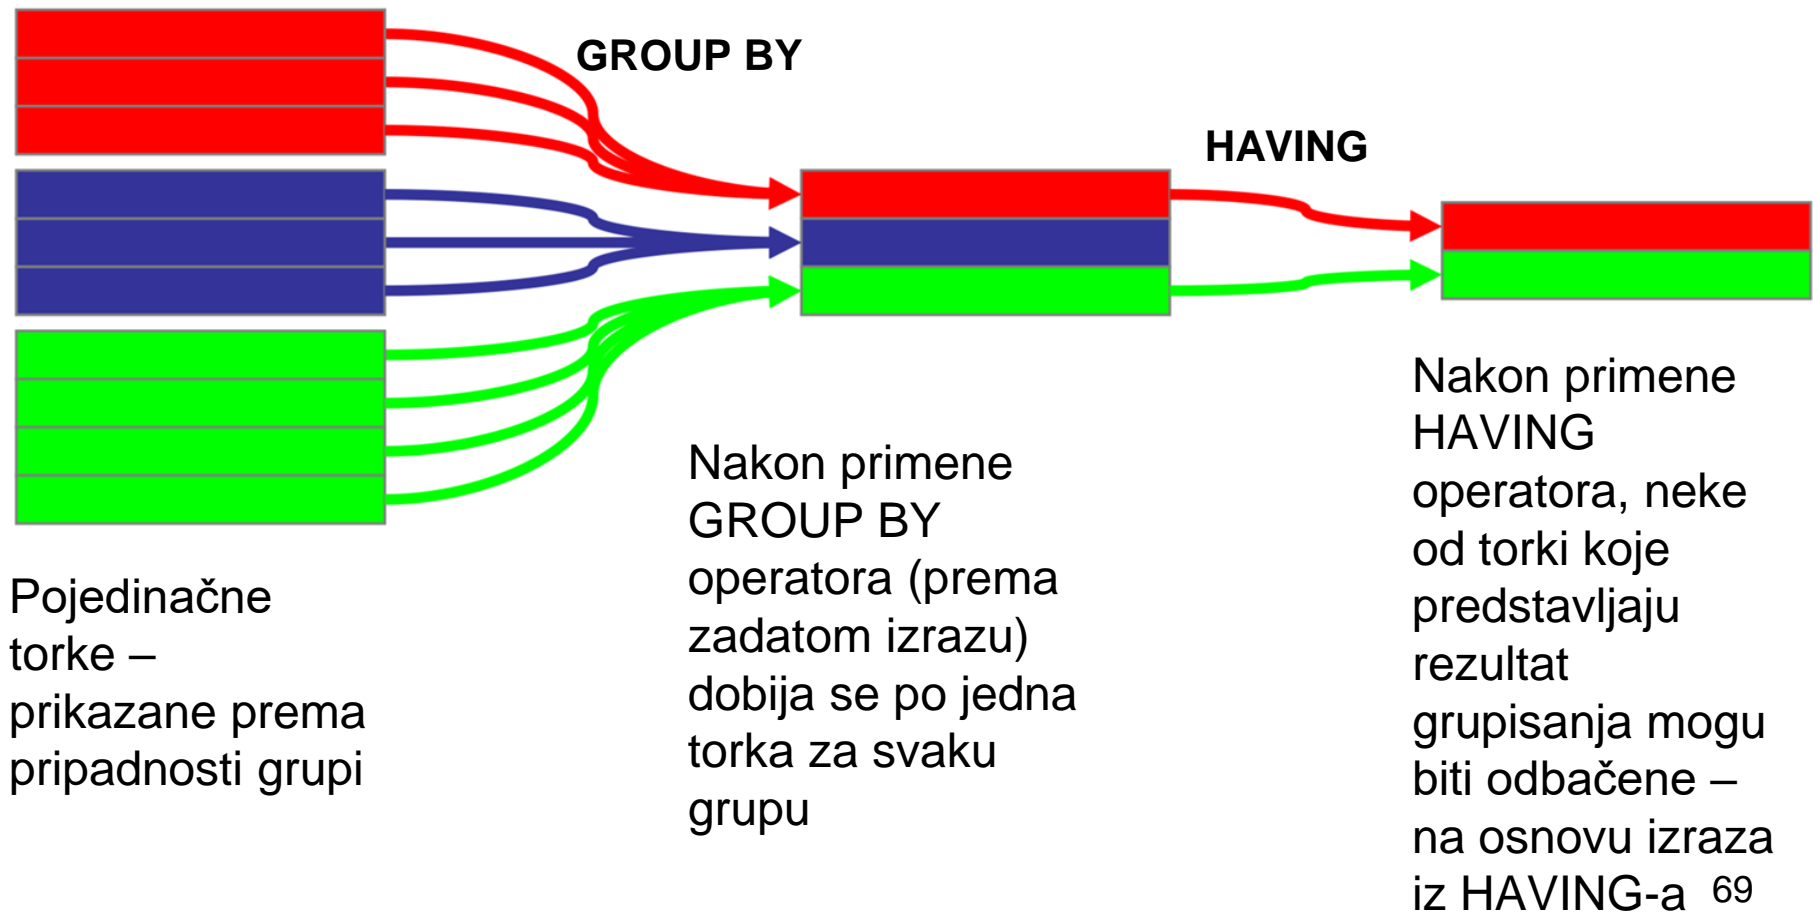 GROUP BY
HAVING
Pojedinačne
torke –
prikazane prema
pripadnosti grupi
Nakon primene
GROUP BY
operatora (prema
zadatom izrazu)
dobija se po jedna
torka za svaku
grupu
Nakon primene
HAVING
operatora, neke
od torki koje
predstavljaju
rezultat
grupisanja mogu
biti odbačene –
na osnovu izraza
iz HAVING-a
69